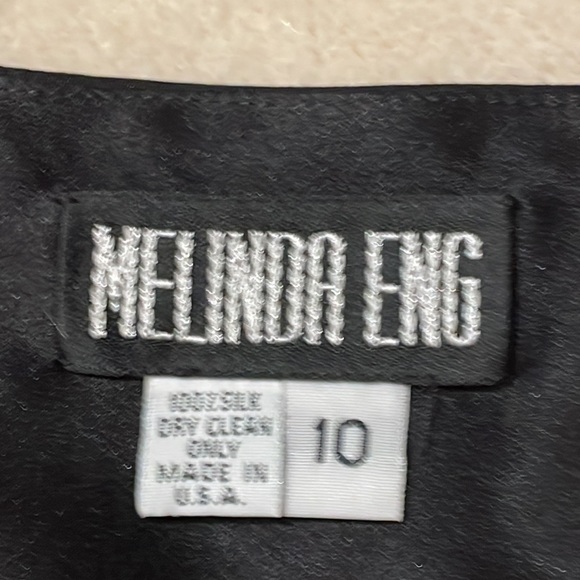 MELINDA ENG
100% SILK
DRY CLEAN
ONLY
MADE IN
U.S.A.
10